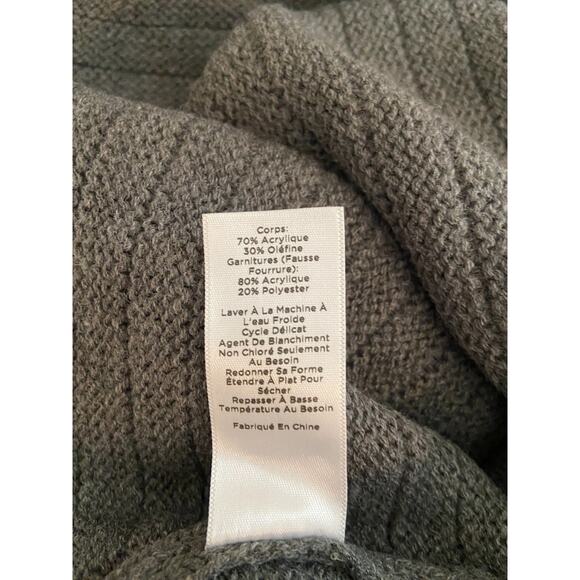 Corps:
70% Acrylique
30% Oléfine
Garnitures (Fausse
Fourrure):
80% Acrylique
20% Polyester
Laver À La Machine À
L'eau Froide
Cycle Délicat
Agent De Blanchiment
Non Chloré Seulement
Au Besoin
Redonner Sa Forme
Étendre À Plat Pour
Sécher
Repasser À Basse
Température Au Besoin
Fabriqué En Chine